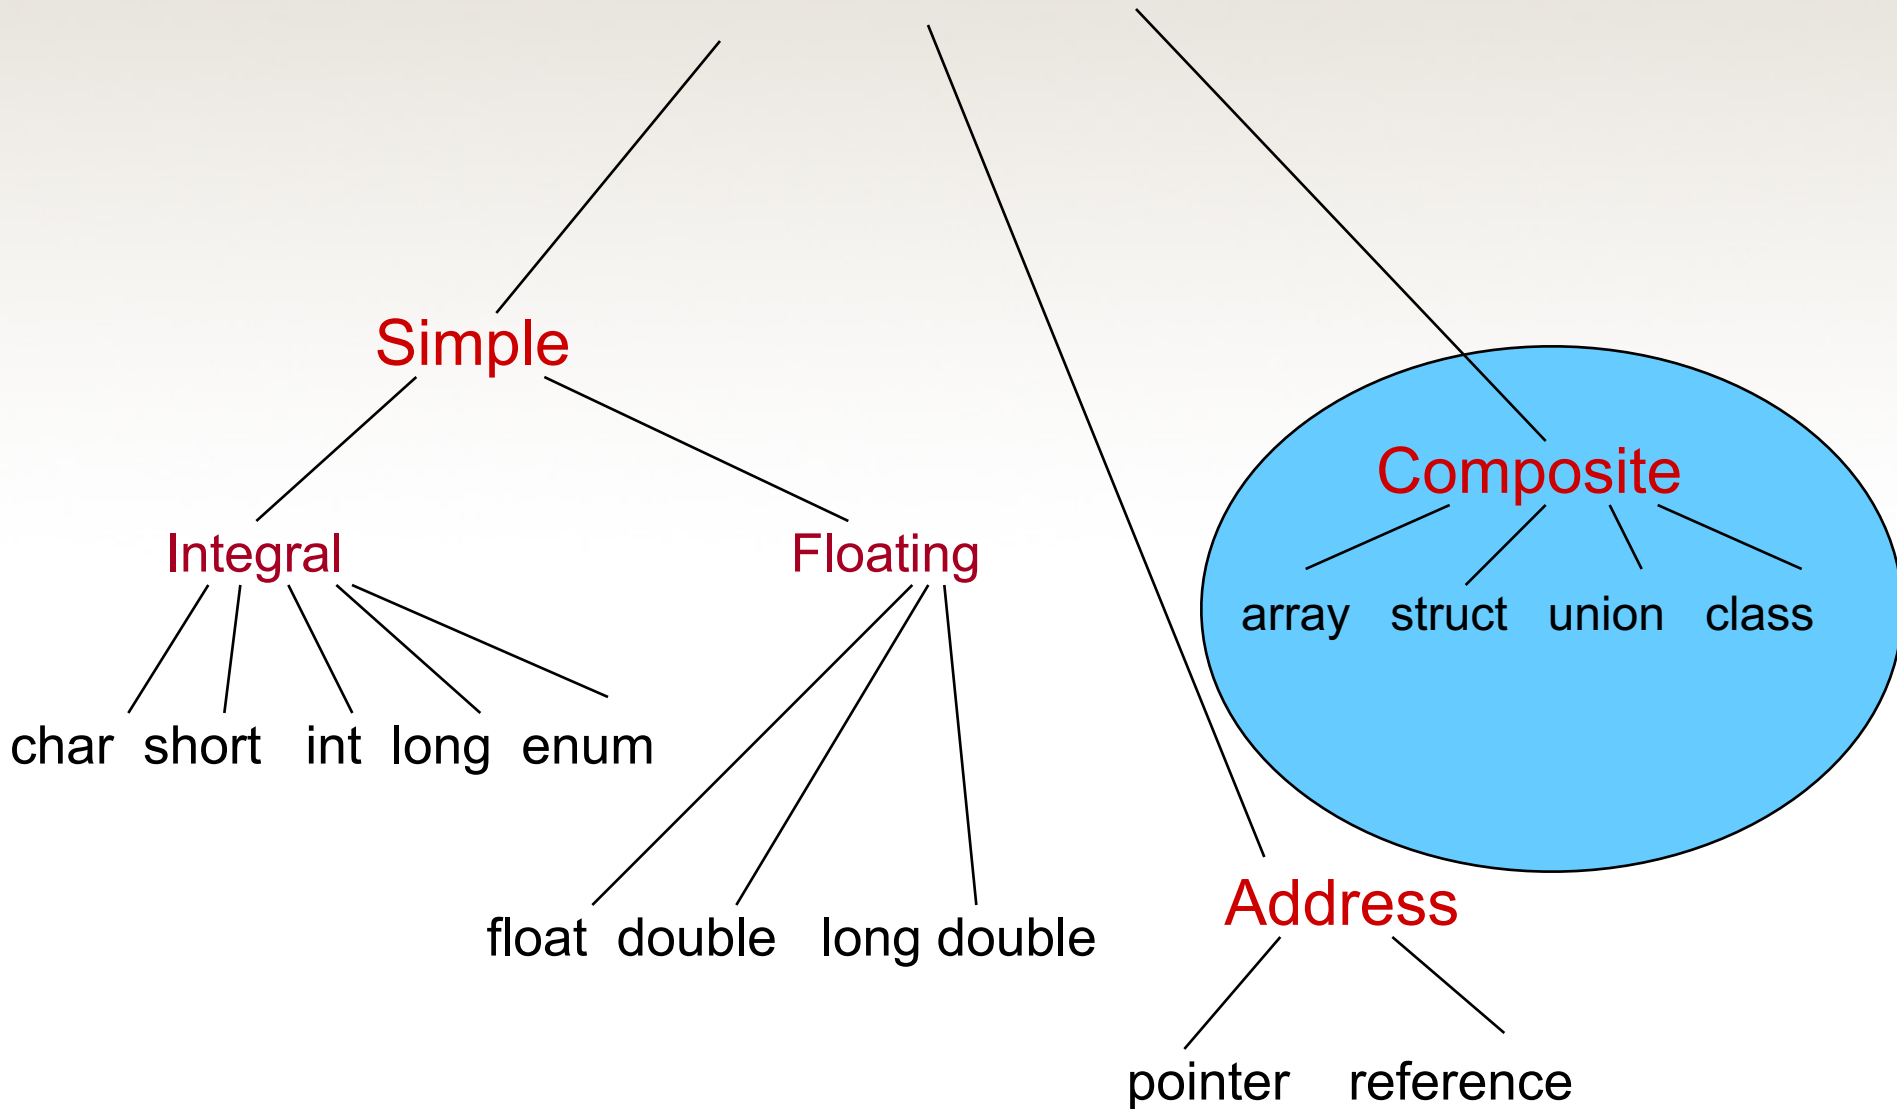 Simple
Composite
Integral Floating
array struct union class
char short int long enum
Address
float double long double
pointer reference